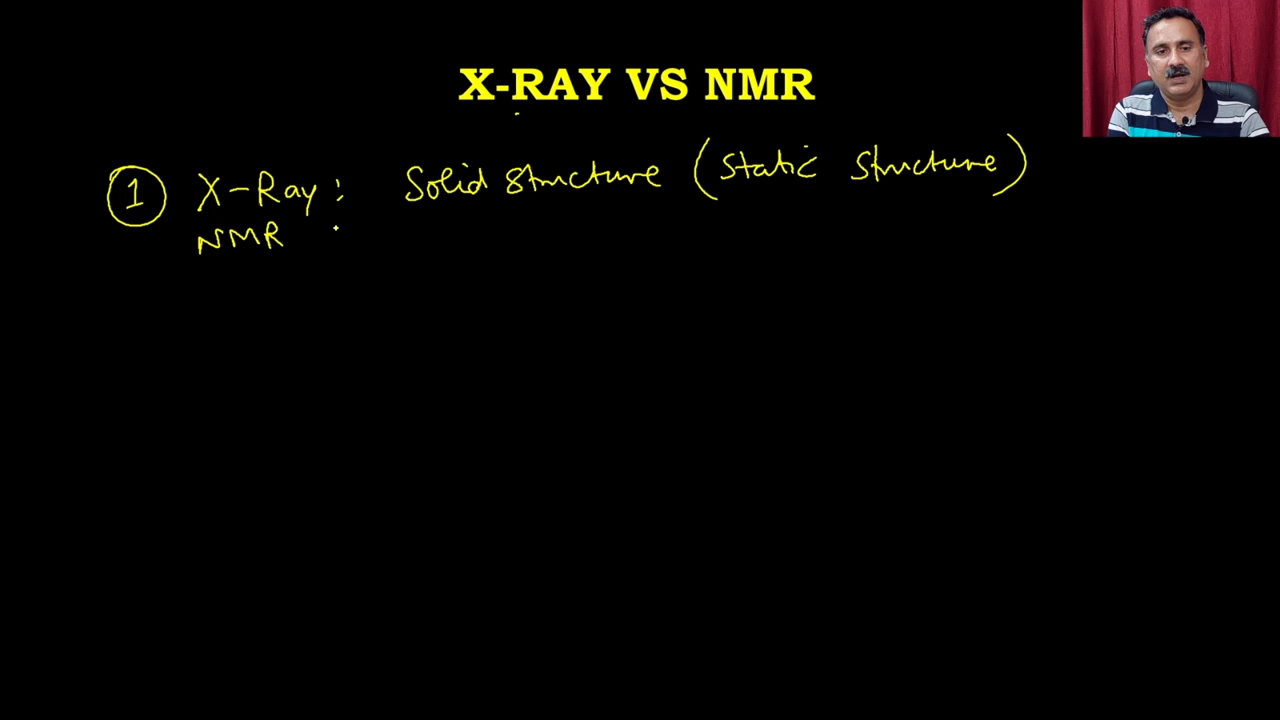 X-RAY VS NMR
① X-Ray : Solid structure (Static structure)
NMR